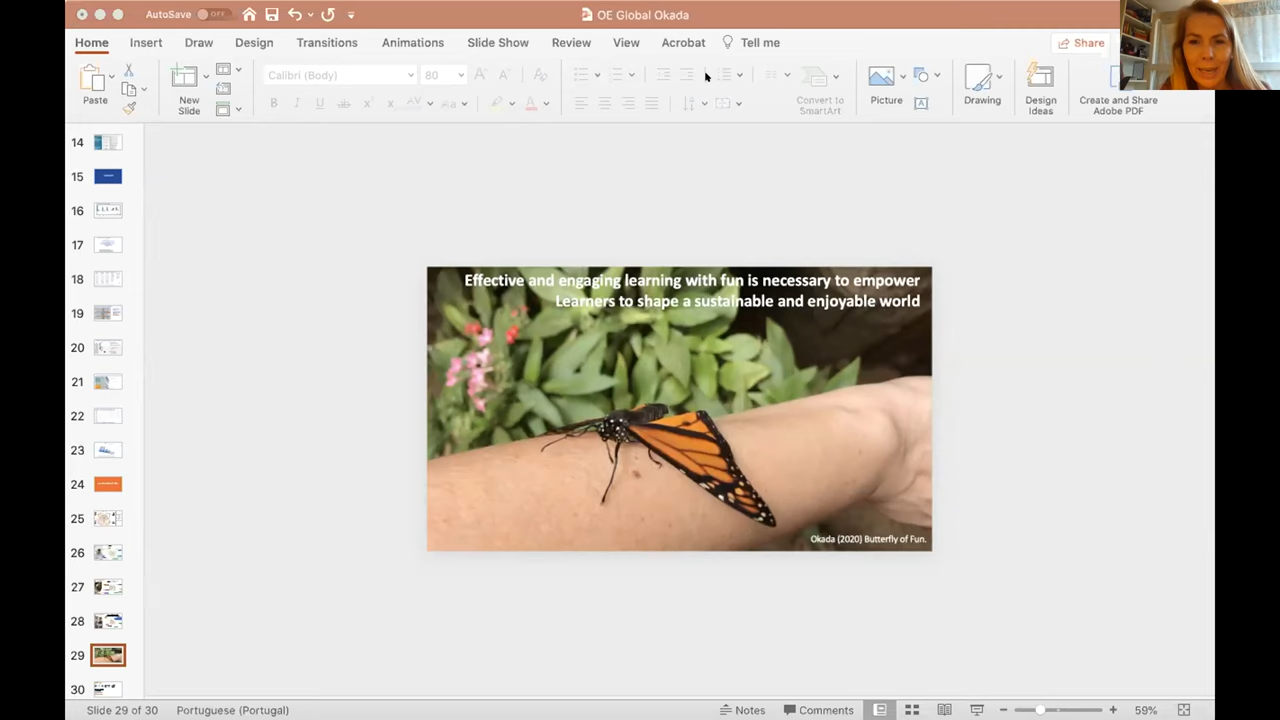 AutoSave OFF
OE Global Okada
Home Insert Draw Design Transitions Animations Slide Show Review View Acrobat Tell me
Share
Calibri (Body) 80
Paste
New
Slide
Convert to
SmartArt
Picture
Drawing
Design
Ideas
Create and Share
Adobe PDF
14
15
16
17
18
19
20
21
22
23
24
25
26
27
28
29
30
Effective and engaging learning with fun is necessary to empower
Learners to shape a sustainable and enjoyable world
Okada (2020) Butterfly of Fun.
Slide 29 of 30 Portuguese (Portugal) Notes Comments 59%